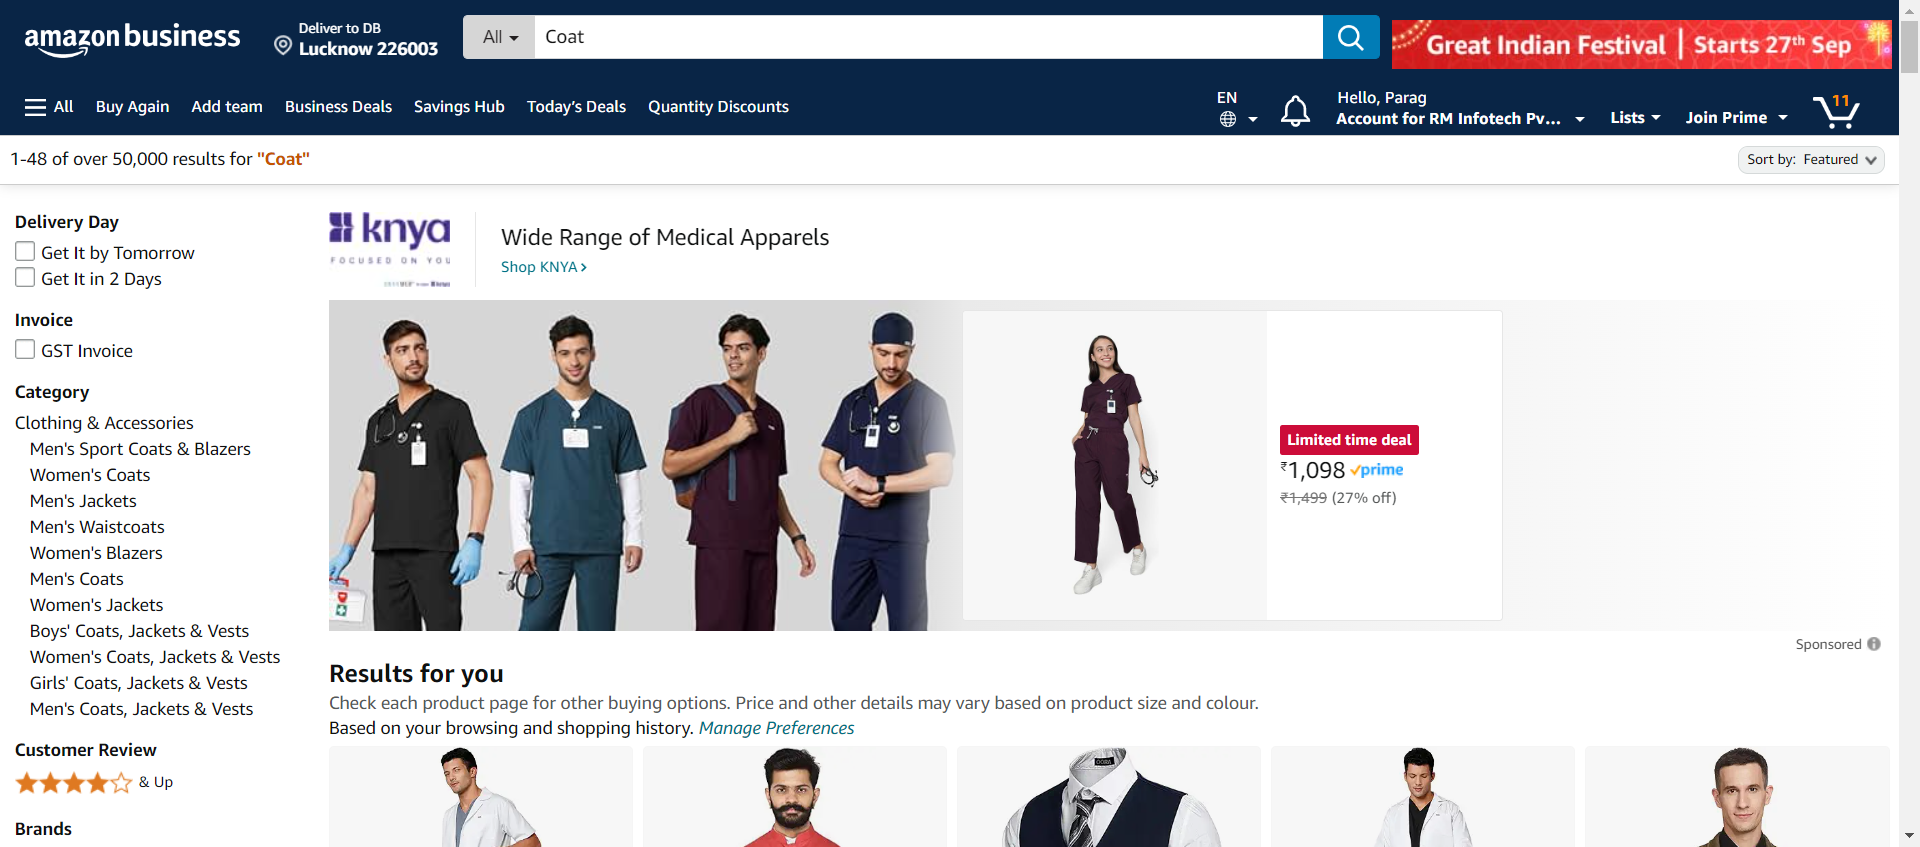 amazon business
Deliver to DB
Lucknow 226003
All
Coat
Great Indian Festival | Starts 27th Sep
All
Buy Again
Add team
Business Deals
Savings Hub
Today's Deals
Quantity Discounts
EN
Hello, Parag
Account for RM Infotech Pv...
Lists
Join Prime
11
1-48 of over 50,000 results for "Coat"
Sort by: Featured
Delivery Day
Get It by Tomorrow
Get It in 2 Days
Invoice
GST Invoice
Category
Clothing & Accessories
Men's Sport Coats & Blazers
Women's Coats
Men's Jackets
Men's Waistcoats
Women's Blazers
Men's Coats
Women's Jackets
Boys' Coats, Jackets & Vests
Women's Coats, Jackets & Vests
Girls' Coats, Jackets & Vests
Men's Coats, Jackets & Vests
Customer Review
& Up
Brands
knya
FOCUSED ON YOU
Wide Range of Medical Apparels
Shop KNYA ›
Limited time deal
₹1,098 prime
₹1,499 (27% off)
Sponsored
Results for you
Check each product page for other buying options. Price and other details may vary based on product size and colour.
Based on your browsing and shopping history. Manage Preferences